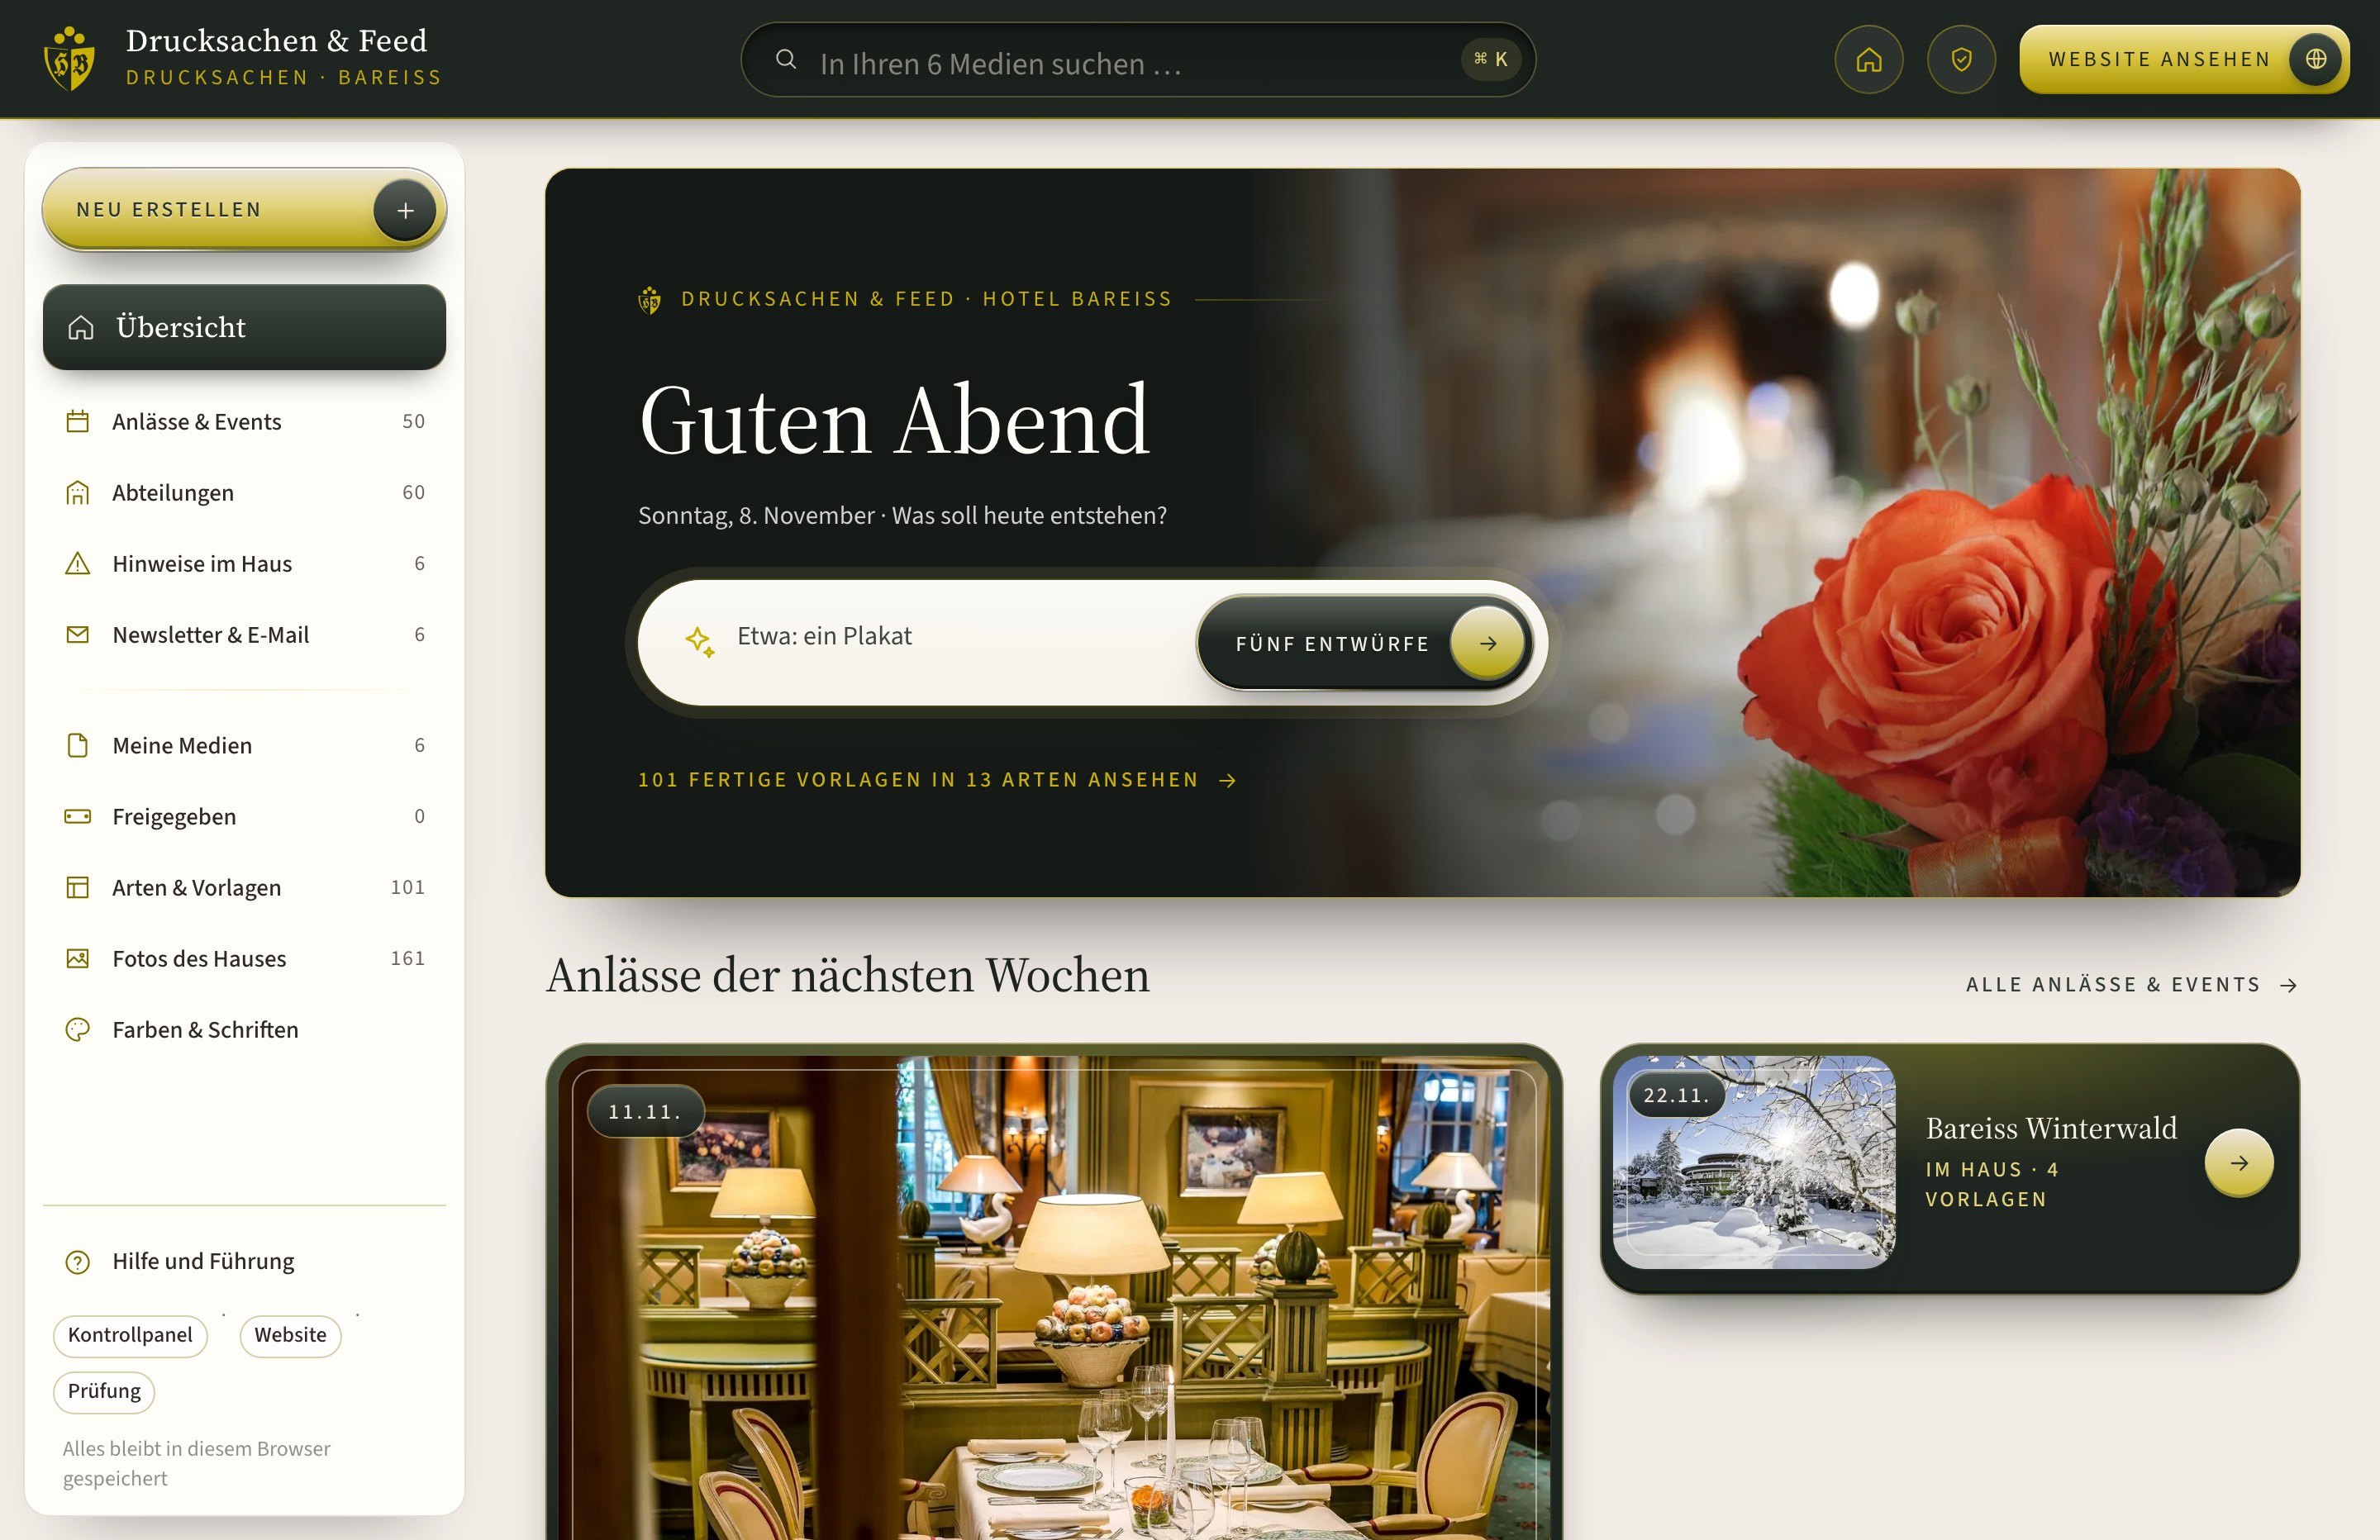 Drucksachen & Feed
DRUCKSACHEN · BAREISS
In Ihren 6 Medien suchen …
⌘ K
WEBSITE ANSEHEN
NEU ERSTELLEN
Übersicht
Anlässe & Events 50
Abteilungen 60
Hinweise im Haus 6
Newsletter & E-Mail 6
Meine Medien 6
Freigegeben 0
Arten & Vorlagen 101
Fotos des Hauses 161
Farben & Schriften
Hilfe und Führung
Kontrollpanel · Website ·
Prüfung
Alles bleibt in diesem Browser
gespeichert
DRUCKSACHEN & FEED · HOTEL BAREISS
Guten Abend
Sonntag, 8. November · Was soll heute entstehen?
Etwa: ein Plakat
FÜNF ENTWÜRFE
101 FERTIGE VORLAGEN IN 13 ARTEN ANSEHEN
Anlässe der nächsten Wochen
ALLE ANLÄSSE & EVENTS
11.11.
22.11.
Bareiss Winterwald
IM HAUS · 4
VORLAGEN